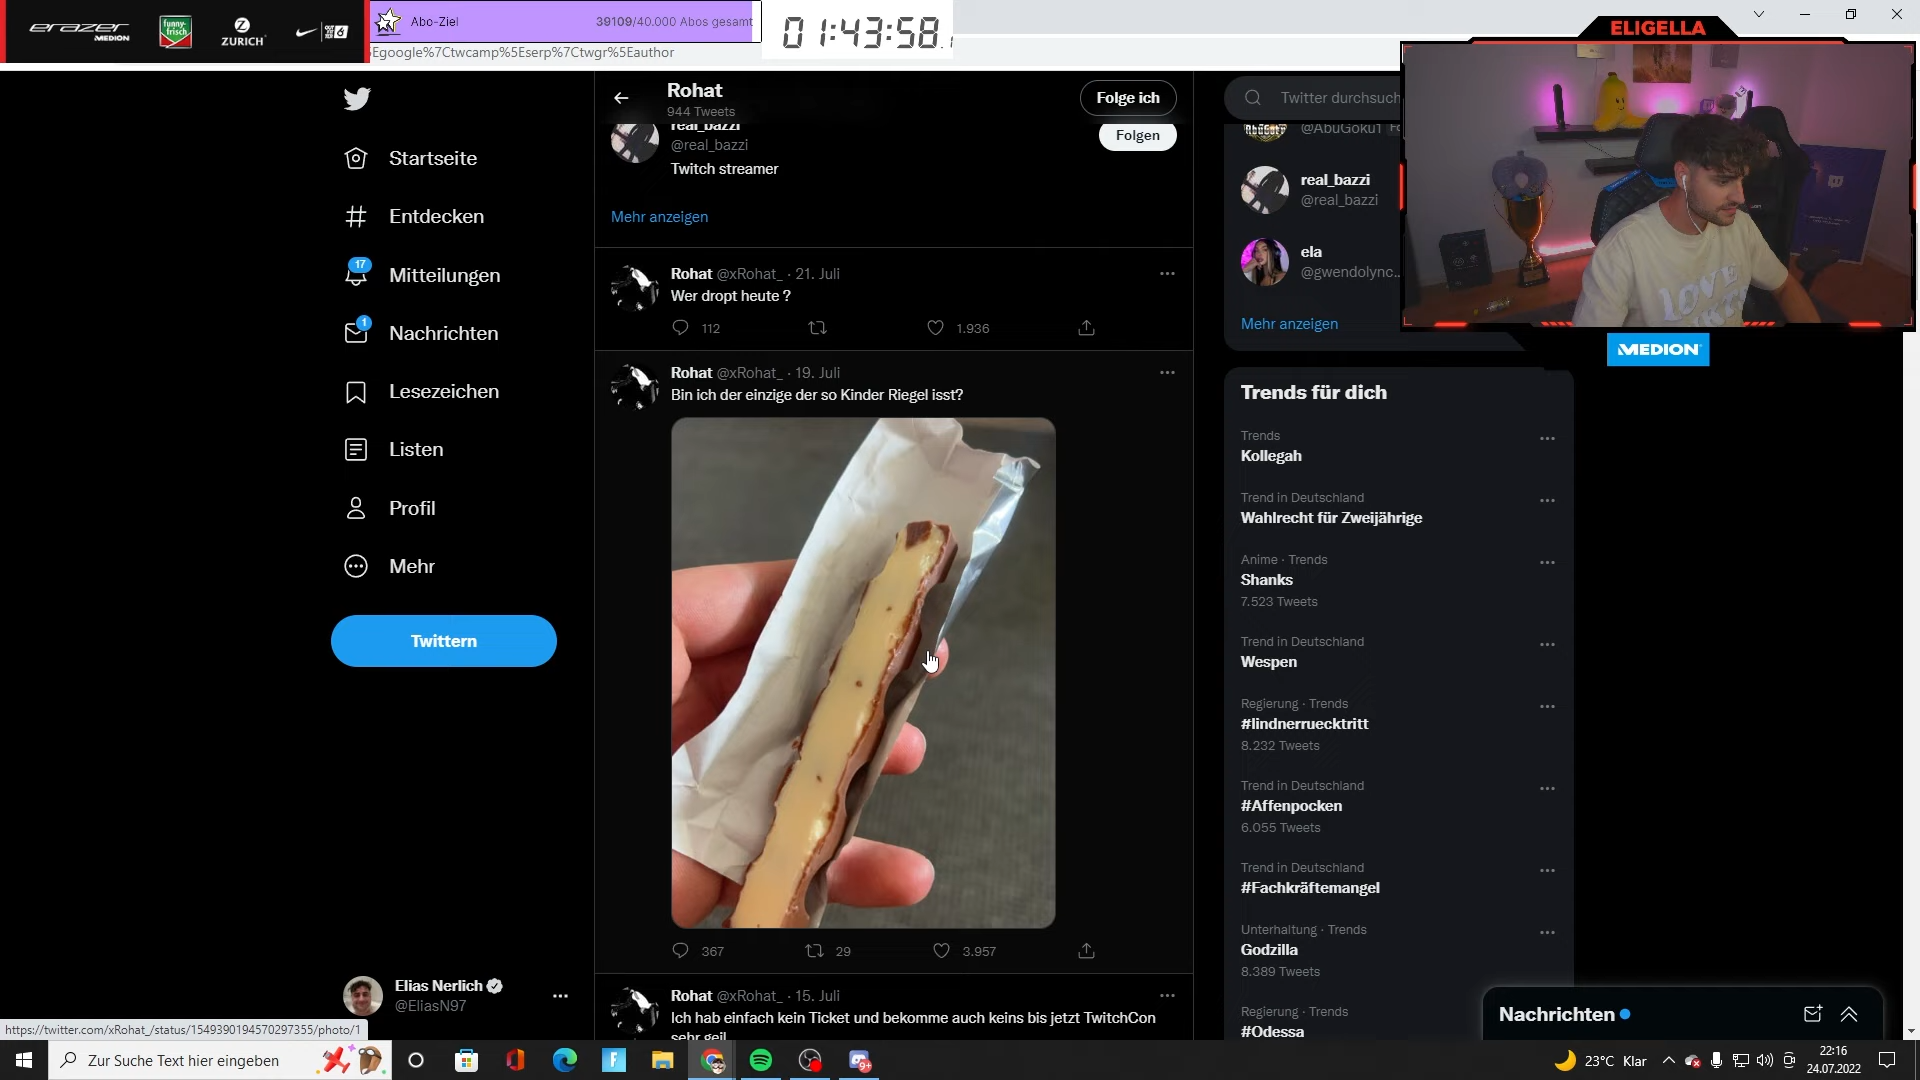 erazer
MEDION
funny-frisch
ZURICH
Abo-Ziel
39109/40.000 Abos gesamt
01:43:58.
Egoogle%7Ctwcamp%5Eserp%7Ctwgr%5Eauthor
ELIGELLA
MEDION
Startseite
Entdecken
17
Mitteilungen
1
Nachrichten
Lesezeichen
Listen
Profil
Mehr
Twittern
Elias Nerlich
@EliasN97
https://twitter.com/xRohat_/status/1549390194570297355/photo/1
Rohat
944 Tweets
Folge ich
real_bazzi
@real_bazzi
Folgen
Twitch streamer
Mehr anzeigen
Rohat @xRohat_ · 21. Juli
Wer dropt heute ?
112
1.936
Rohat @xRohat_ · 19. Juli
Bin ich der einzige der so Kinder Riegel isst?
367
29
3.957
Rohat @xRohat_ · 15. Juli
Ich hab einfach kein Ticket und bekomme auch keins bis jetzt TwitchCon
sehr geil
Twitter durchsuch
@AbuGoku1
real_bazzi
@real_bazzi
ela
@gwendolync...
Mehr anzeigen
Trends für dich
Trends
Kollegah
Trend in Deutschland
Wahlrecht für Zweijährige
Anime · Trends
Shanks
7.523 Tweets
Trend in Deutschland
Wespen
Regierung · Trends
#lindnerruecktritt
8.232 Tweets
Trend in Deutschland
#Affenpocken
6.055 Tweets
Trend in Deutschland
#Fachkräftemangel
Unterhaltung · Trends
Godzilla
8.389 Tweets
Regierung · Trends
#Odessa
Nachrichten
Zur Suche Text hier eingeben
9+
23°C Klar
22:16
24.07.2022